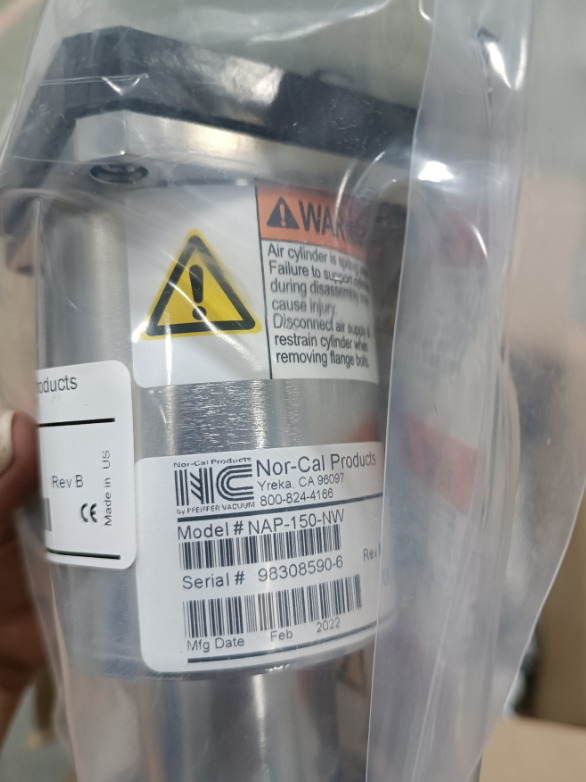 WAR
Air cylinder is spring
Failure to support
during disassembly
cause injury.
Disconnect air supply &
restrain cylinder when
removing flange bolts.
oducts
Rev B
CE
Made in US
Nor-Cal Products
NC
by PFEIFFER VACUUM
Nor-Cal Products
Yreka, CA 96097
800-824-4166
Model # NAP-150-NW
Rev
Serial # 98308590-6
Mfg Date Feb 2022